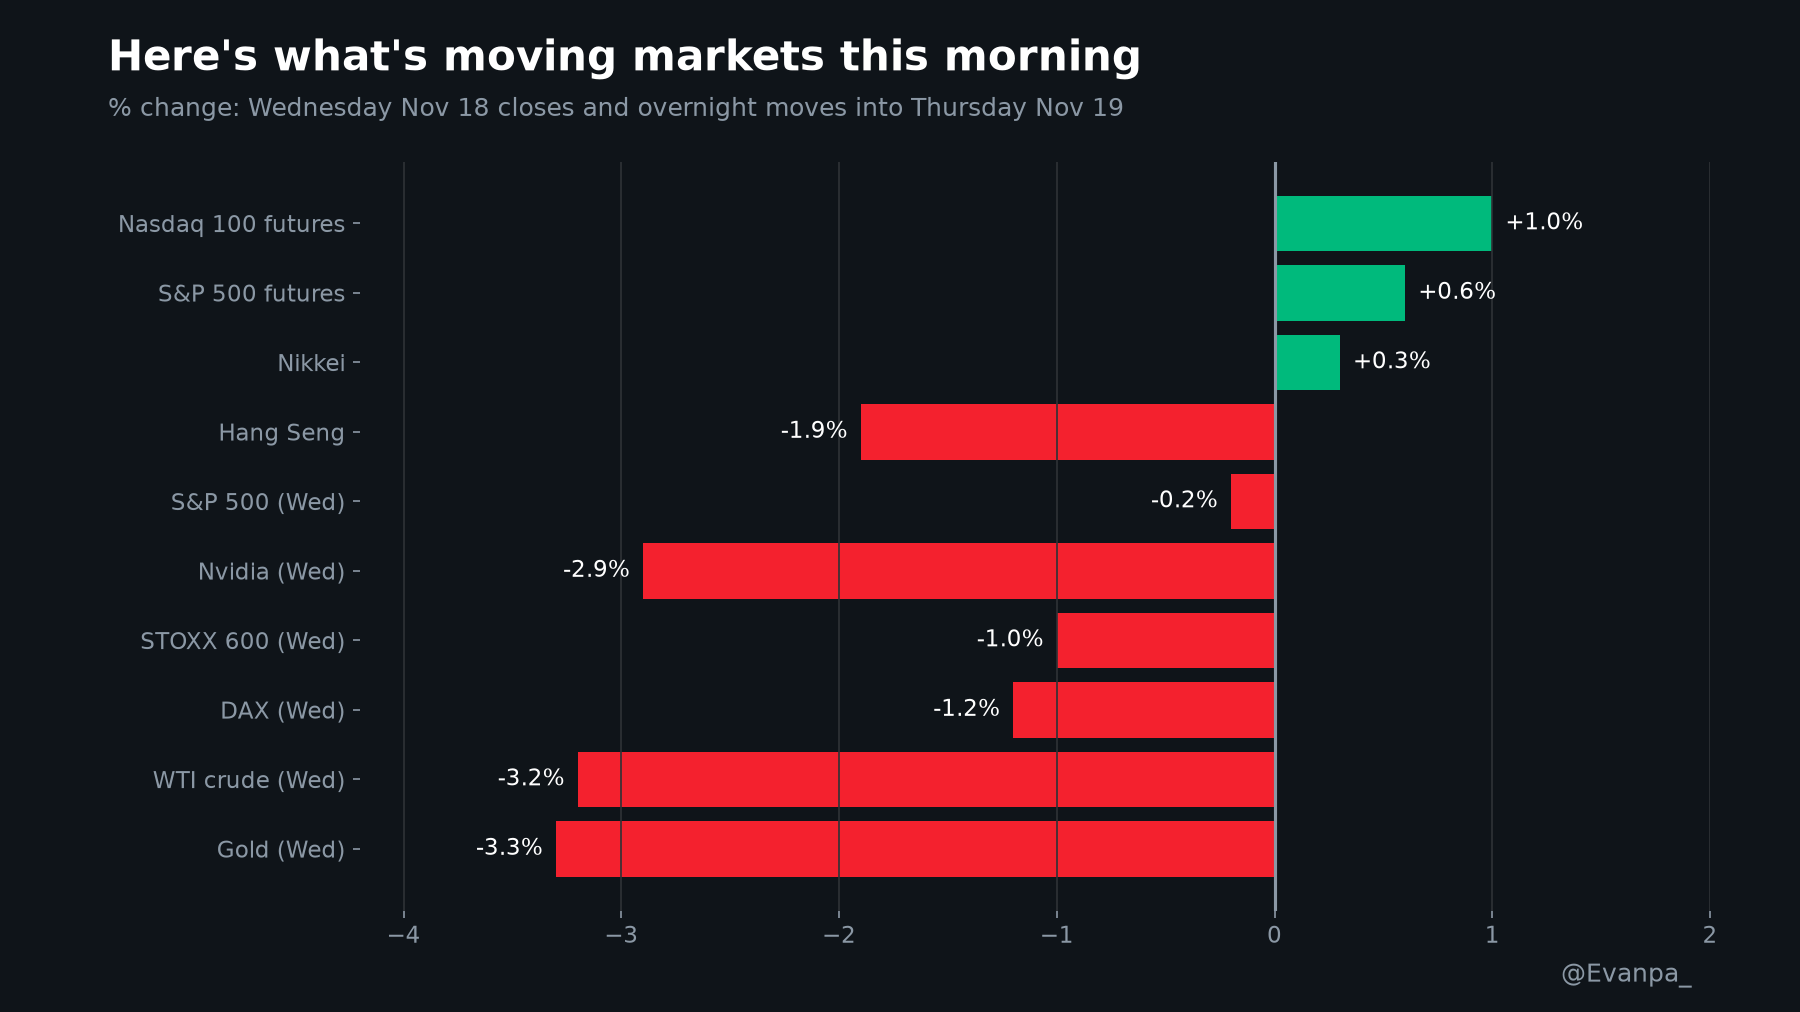 Here's what's moving markets this morning
% change: Wednesday Nov 18 closes and overnight moves into Thursday Nov 19
Nasdaq 100 futures +1.0%
S&P 500 futures +0.6%
Nikkei +0.3%
Hang Seng -1.9%
S&P 500 (Wed) -0.2%
Nvidia (Wed) -2.9%
STOXX 600 (Wed) -1.0%
DAX (Wed) -1.2%
WTI crude (Wed) -3.2%
Gold (Wed) -3.3%
−4 −3 −2 −1 0 1 2
@Evanpa_